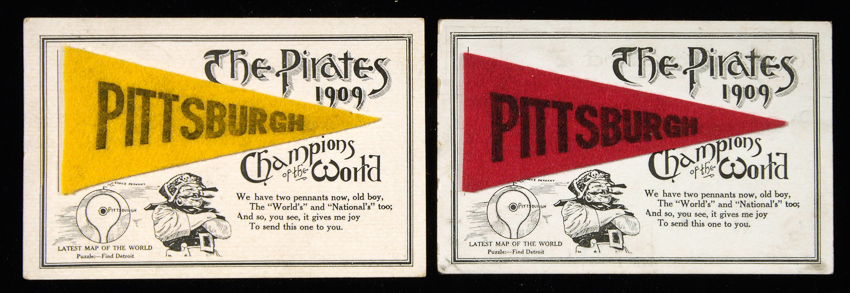 The Pirates
1909
PITTSBURGH
Champions
of the
World
We have two pennants now, old boy,
The "World's" and "National's" too;
And so, you see, it gives me joy
To send this one to you.
PITTSBURGH
LATEST MAP OF THE WORLD
Puzzle:—Find Detroit
The Pirates
1909
PITTSBURGH
Champions
of the
World
We have two pennants now, old boy,
The "World's" and "National's" too;
And so, you see, it gives me joy
To send this one to you.
PITTSBURGH
LATEST MAP OF THE WORLD
Puzzle:—Find Detroit